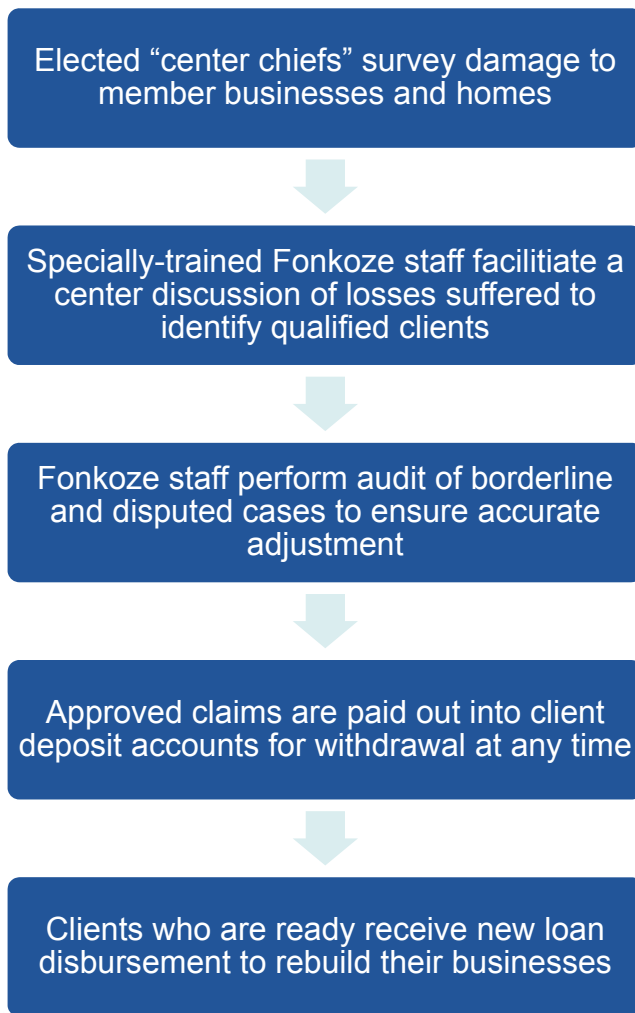 Elected “center chiefs” survey damage to
member businesses and homes
Specially-trained Fonkoze staff facilitiate a
center discussion of losses suffered to
identify qualified clients
Fonkoze staff perform audit of borderline
and disputed cases to ensure accurate
adjustment
Approved claims are paid out into client
deposit accounts for withdrawal at any time
Clients who are ready receive new loan
disbursement to rebuild their businesses